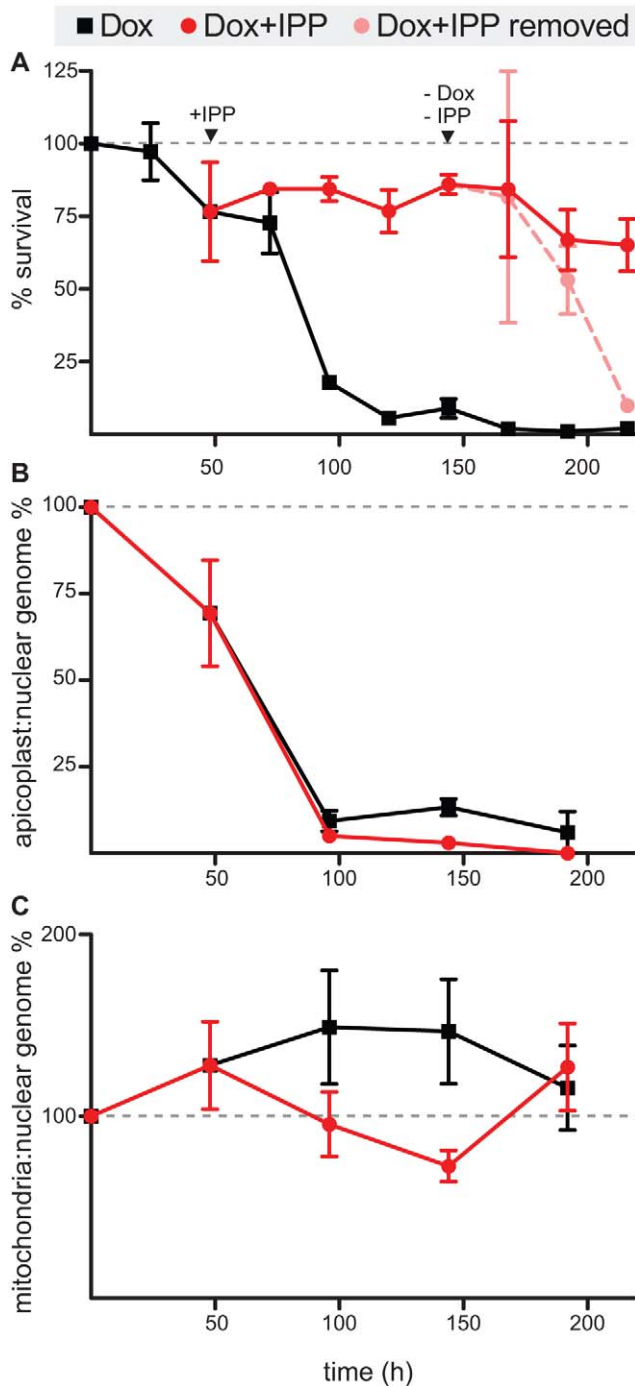 Dox Dox+IPP Dox+IPP removed
A
125
100
75
50
25
% survival
+IPP
- Dox
- IPP
50 100 150 200
B
100
75
50
25
apicoplast:nuclear genome %
50 100 150 200
C
200
100
mitochondria:nuclear genome %
50 100 150 200
time (h)